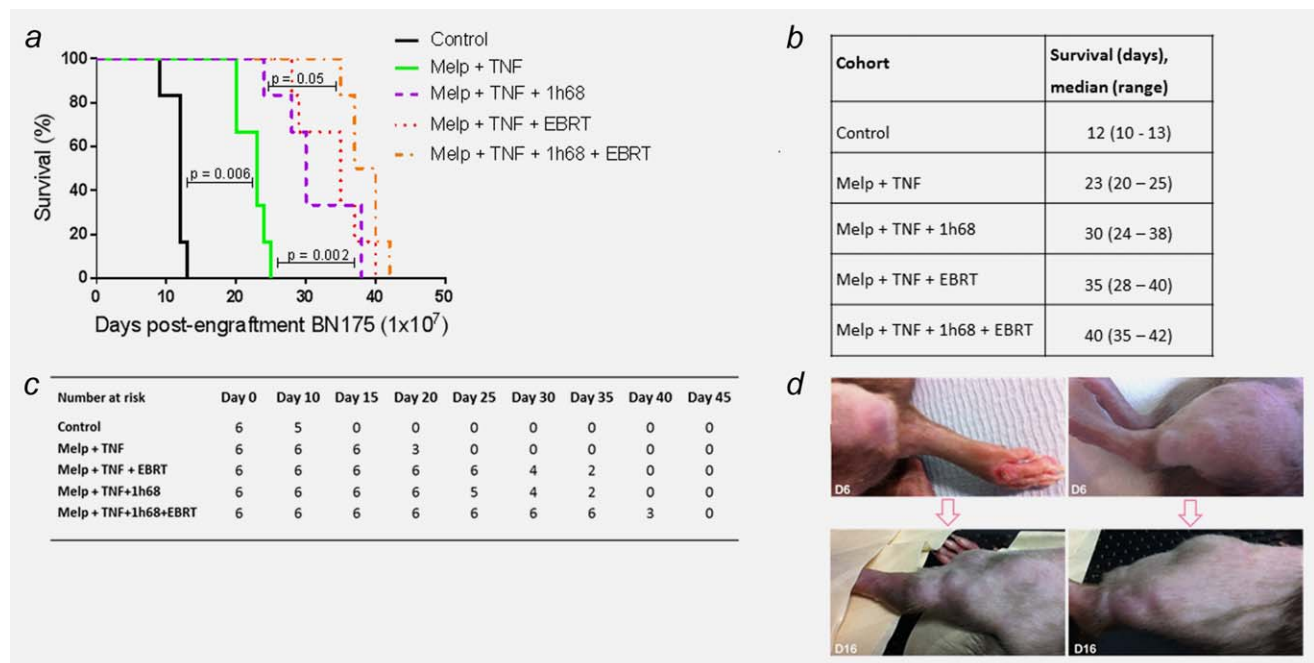 a
100
80
60
40
20
0
Survival (%)
0 10 20 30 40 50
Days post-engraftment BN175 (1x10⁷)
p = 0.006
p = 0.05
p = 0.002
Control
Melp + TNF
Melp + TNF + 1h68
Melp + TNF + EBRT
Melp + TNF + 1h68 + EBRT
b
Cohort Survival (days),
median (range)
Control 12 (10 - 13)
Melp + TNF 23 (20 – 25)
Melp + TNF + 1h68 30 (24 – 38)
Melp + TNF + EBRT 35 (28 – 40)
Melp + TNF + 1h68 + EBRT 40 (35 – 42)
c
Number at risk Day 0 Day 10 Day 15 Day 20 Day 25 Day 30 Day 35 Day 40 Day 45
Control 6 5 0 0 0 0 0 0 0
Melp + TNF 6 6 6 3 0 0 0 0 0
Melp + TNF + EBRT 6 6 6 6 6 4 2 0 0
Melp + TNF+1h68 6 6 6 6 5 4 2 0 0
Melp + TNF+1h68+EBRT 6 6 6 6 6 6 6 3 0
d
D6
D6
D16
D16